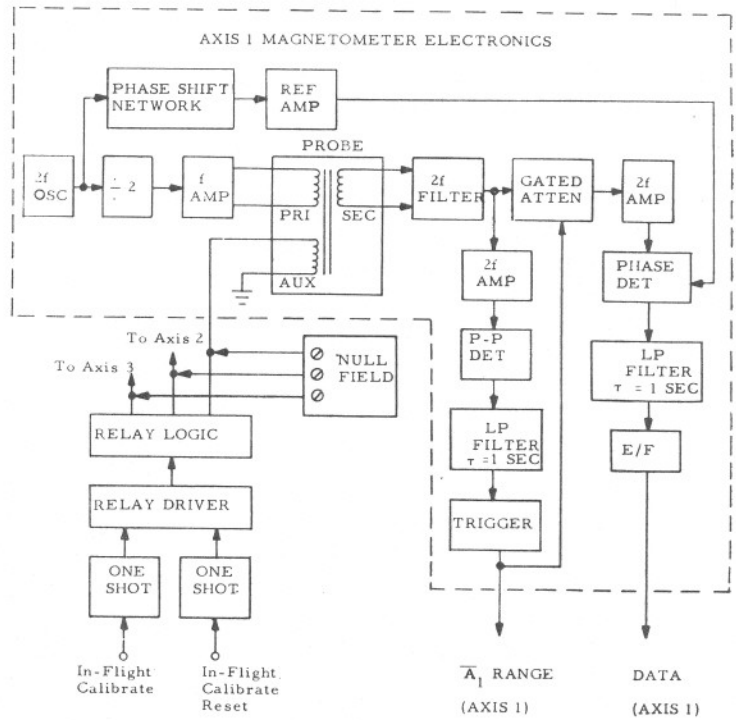 AXIS 1 MAGNETOMETER ELECTRONICS
PHASE SHIFT
NETWORK
REF
AMP
PROBE
2f
OSC
÷ 2
f
AMP
PRI
SEC
AUX
2f
FILTER
GATED
ATTEN
2f
AMP
2f
AMP
PHASE
DET
P-P
DET
LP
FILTER
τ = 1 SEC
LP
FILTER
τ = 1 SEC
E/F
TRIGGER
To Axis 2
To Axis 3
NULL
FIELD
RELAY LOGIC
RELAY DRIVER
ONE
SHOT
ONE
SHOT
In-Flight
Calibrate
In-Flight
Calibrate
Reset
A̅₁ RANGE
(AXIS 1)
DATA
(AXIS 1)